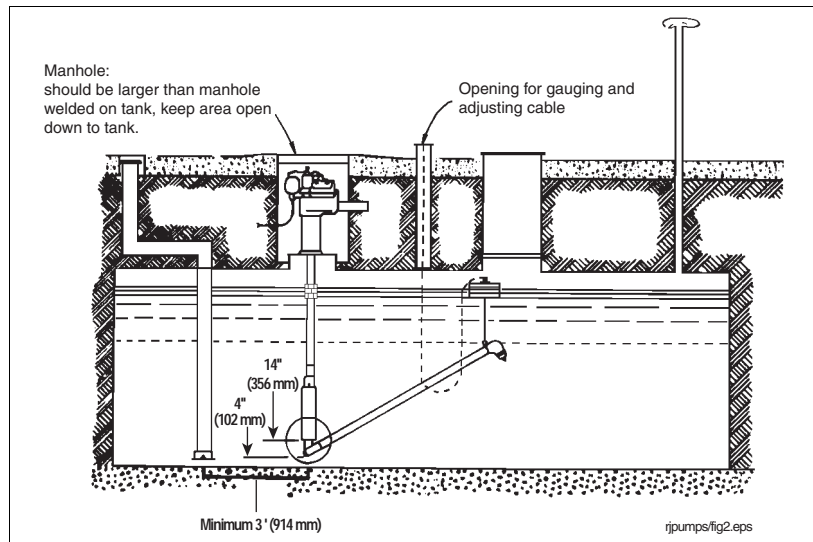 Manhole:
should be larger than manhole
welded on tank, keep area open
down to tank.
Opening for gauging and
adjusting cable
14"
(356 mm)
4"
(102 mm)
Minimum 3 ' (914 mm)
rjpumps/fig2.eps